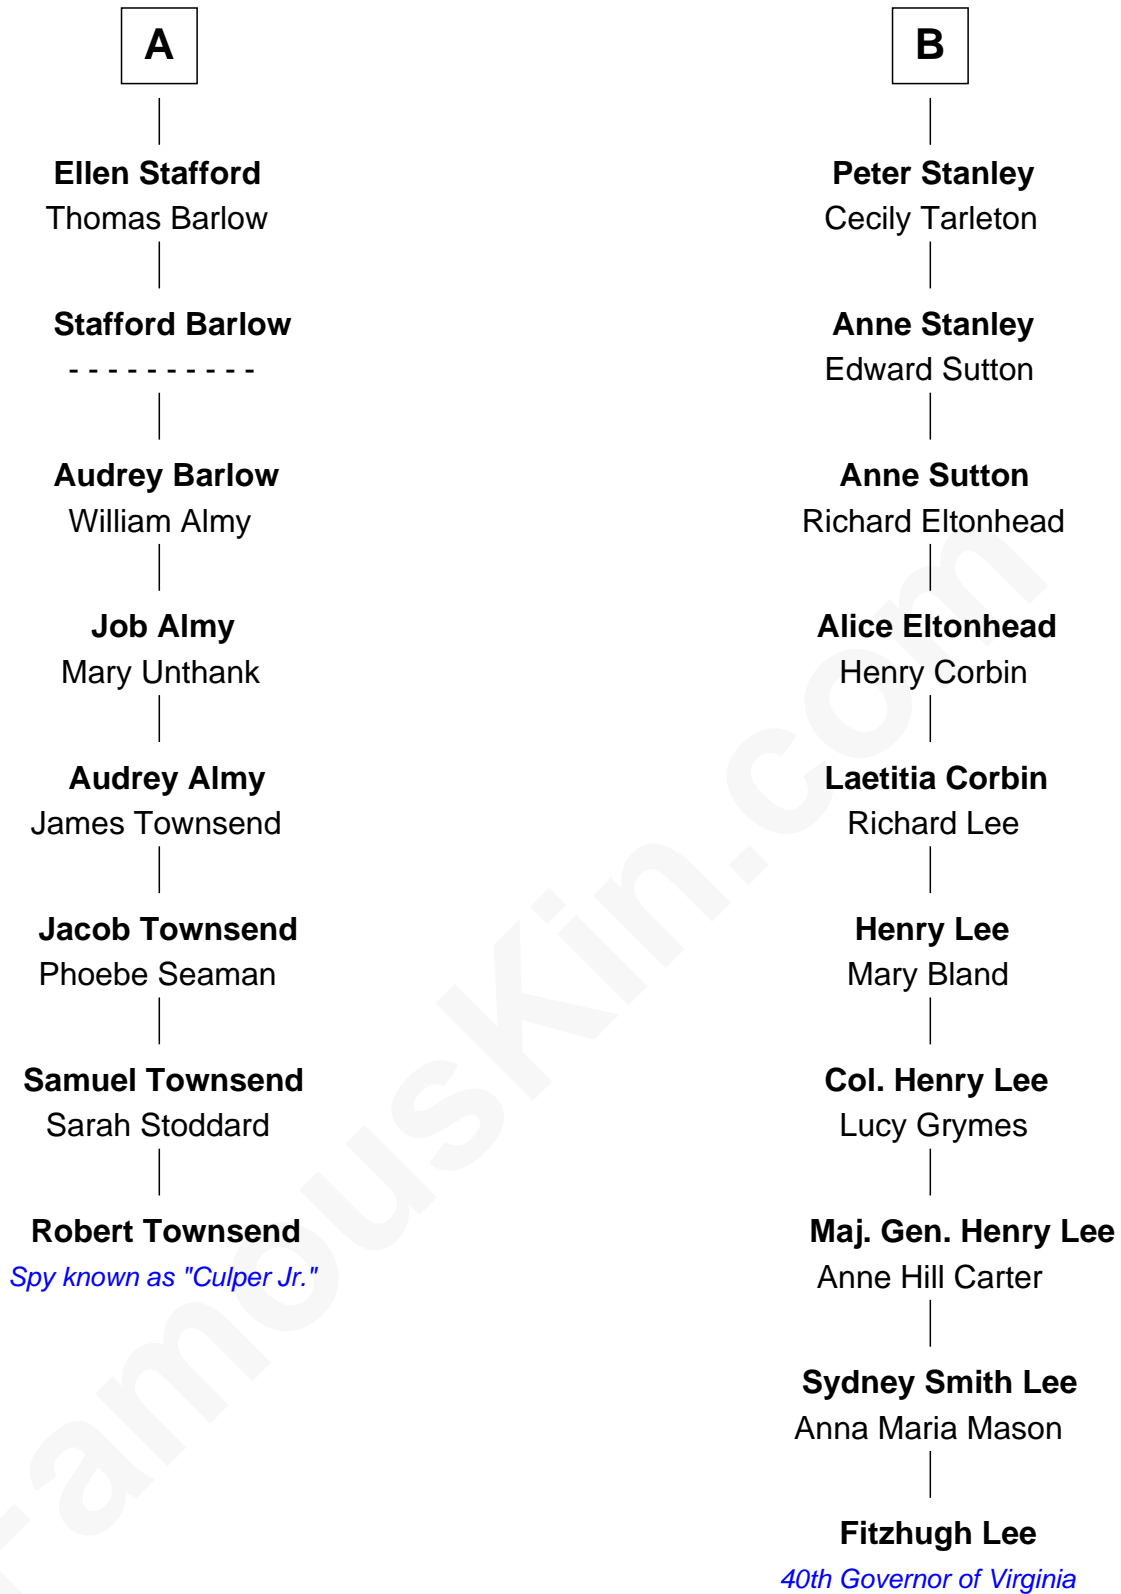 A
Ellen Stafford
Thomas Barlow
Stafford Barlow
- - - - - - - - - -
Audrey Barlow
William Almy
Job Almy
Mary Unthank
Audrey Almy
James Townsend
Jacob Townsend
Phoebe Seaman
Samuel Townsend
Sarah Stoddard
Robert Townsend
Spy known as "Culper Jr."
B
Peter Stanley
Cecily Tarleton
Anne Stanley
Edward Sutton
Anne Sutton
Richard Eltonhead
Alice Eltonhead
Henry Corbin
Laetitia Corbin
Richard Lee
Henry Lee
Mary Bland
Col. Henry Lee
Lucy Grymes
Maj. Gen. Henry Lee
Anne Hill Carter
Sydney Smith Lee
Anna Maria Mason
Fitzhugh Lee
40th Governor of Virginia
FamousKin.com